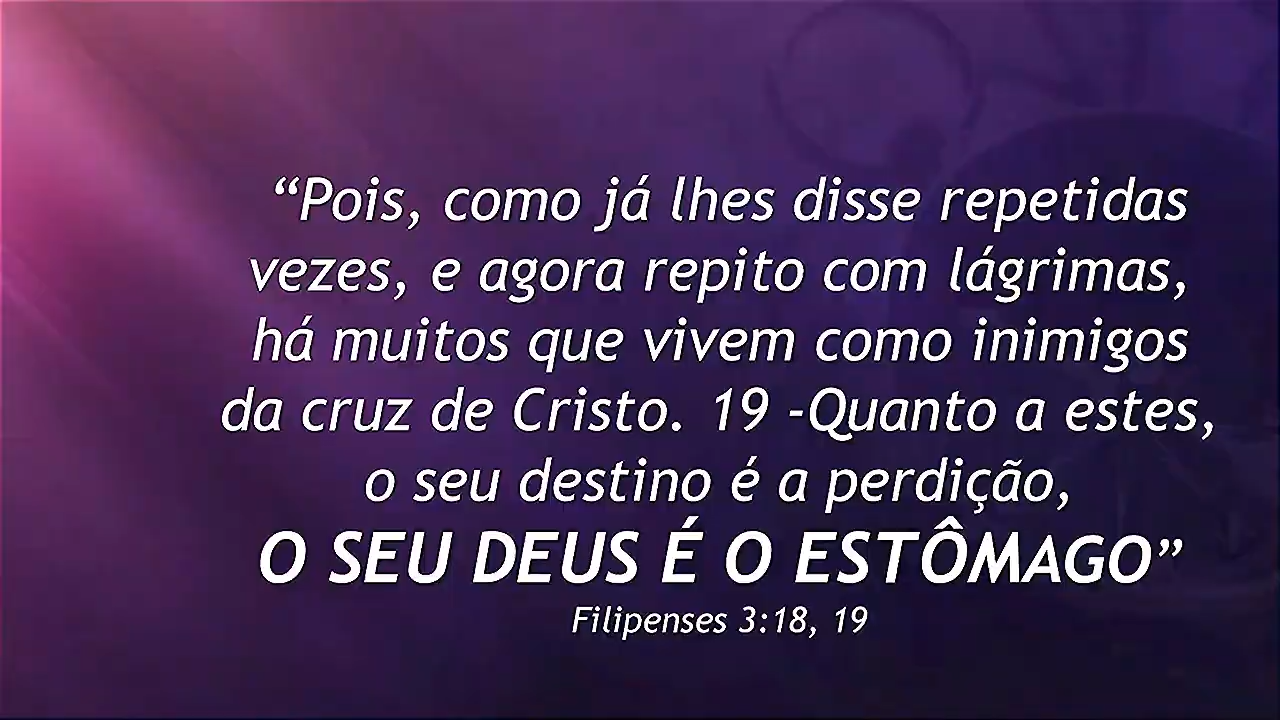 “Pois, como já lhes disse repetidas
vezes, e agora repito com lágrimas,
há muitos que vivem como inimigos
da cruz de Cristo. 19 -Quanto a estes,
o seu destino é a perdição,
O SEU DEUS É O ESTÔMAGO”
Filipenses 3:18, 19